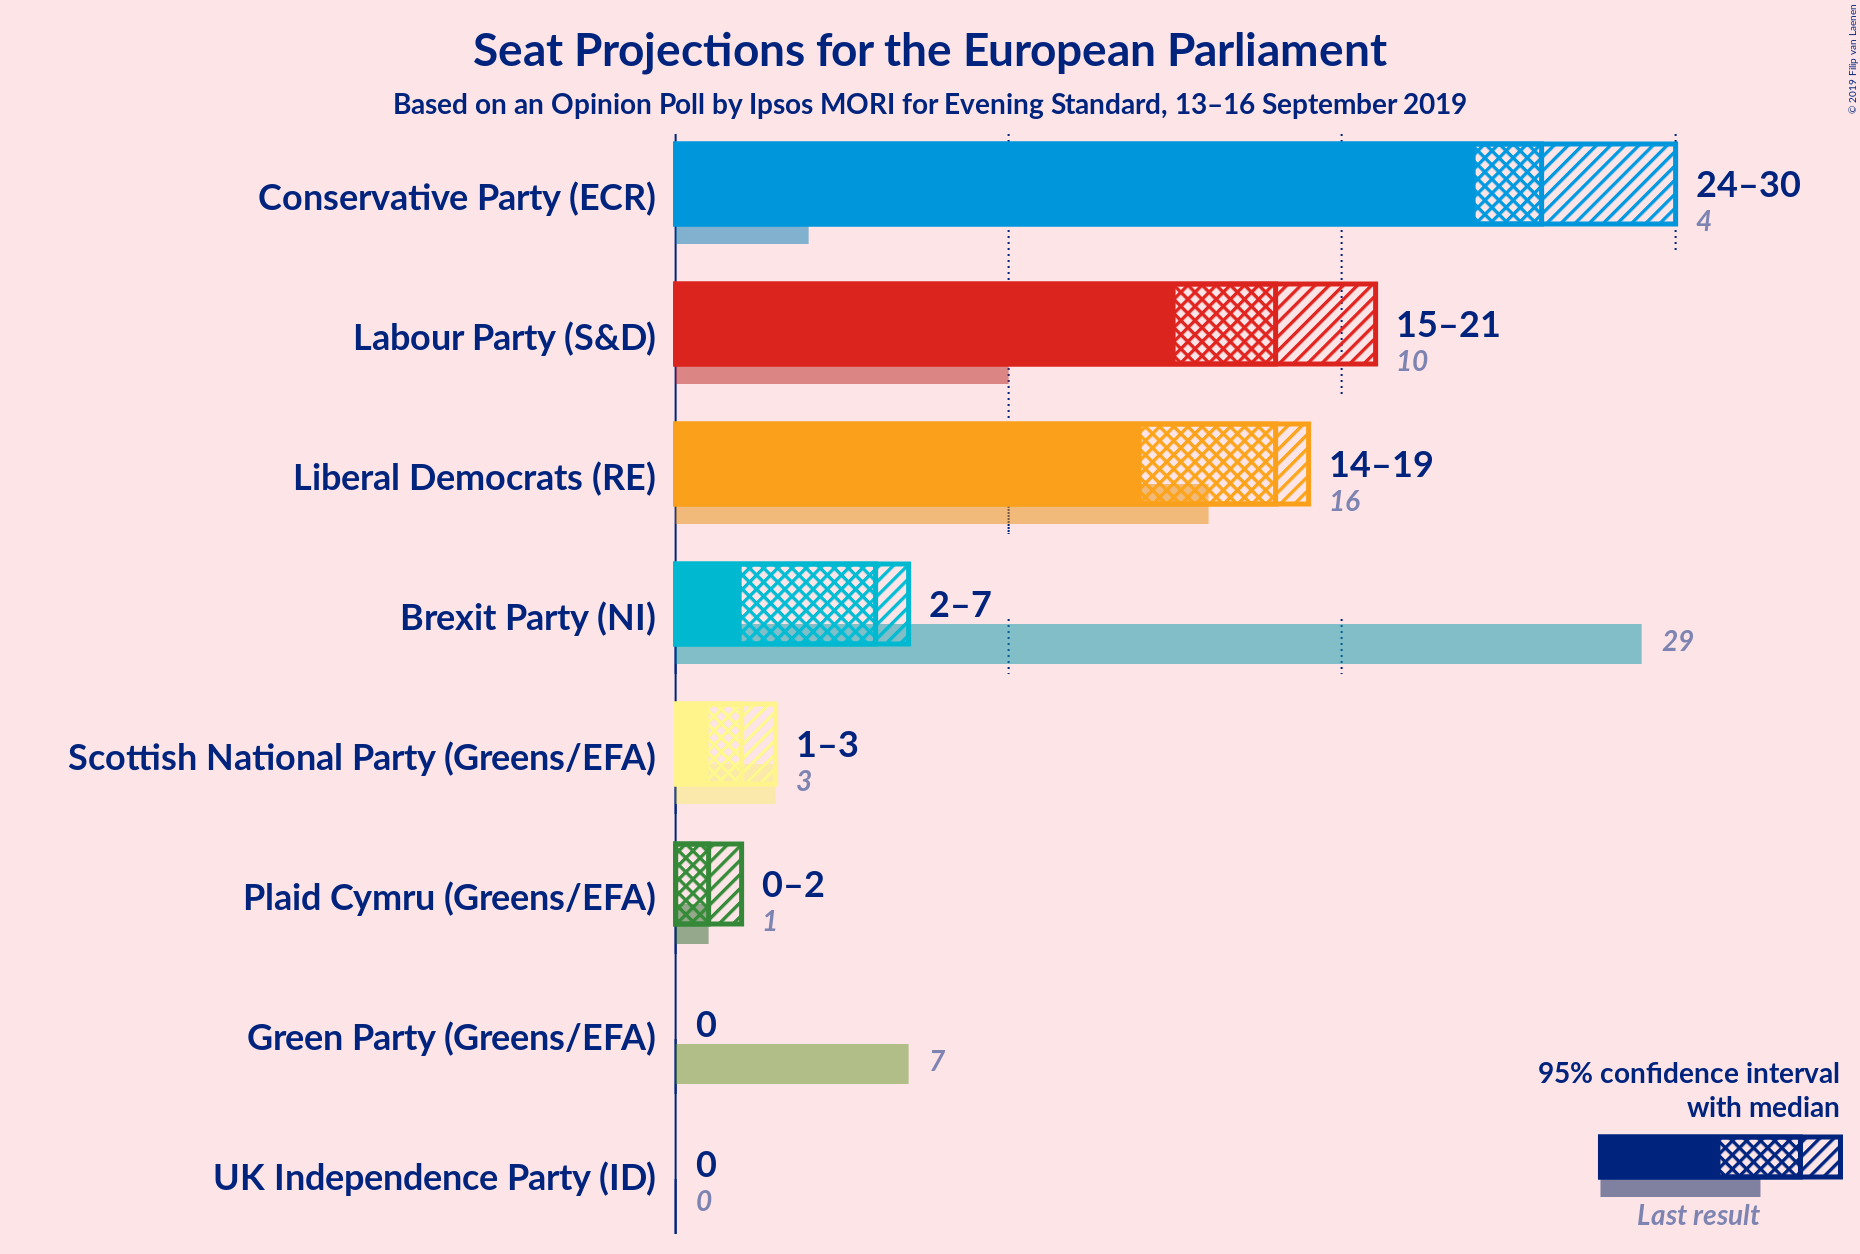 Seat Projections for the European Parliament
Based on an Opinion Poll by Ipsos MORI for Evening Standard, 13–16 September 2019
© 2019 Filip van Laenen
Conservative Party (ECR)
24–30
4
Labour Party (S&D)
15–21
10
Liberal Democrats (RE)
14–19
16
Brexit Party (NI)
2–7
29
Scottish National Party (Greens/EFA)
1–3
3
Plaid Cymru (Greens/EFA)
0–2
1
Green Party (Greens/EFA)
0
7
UK Independence Party (ID)
0
0
95% confidence interval
with median
Last result